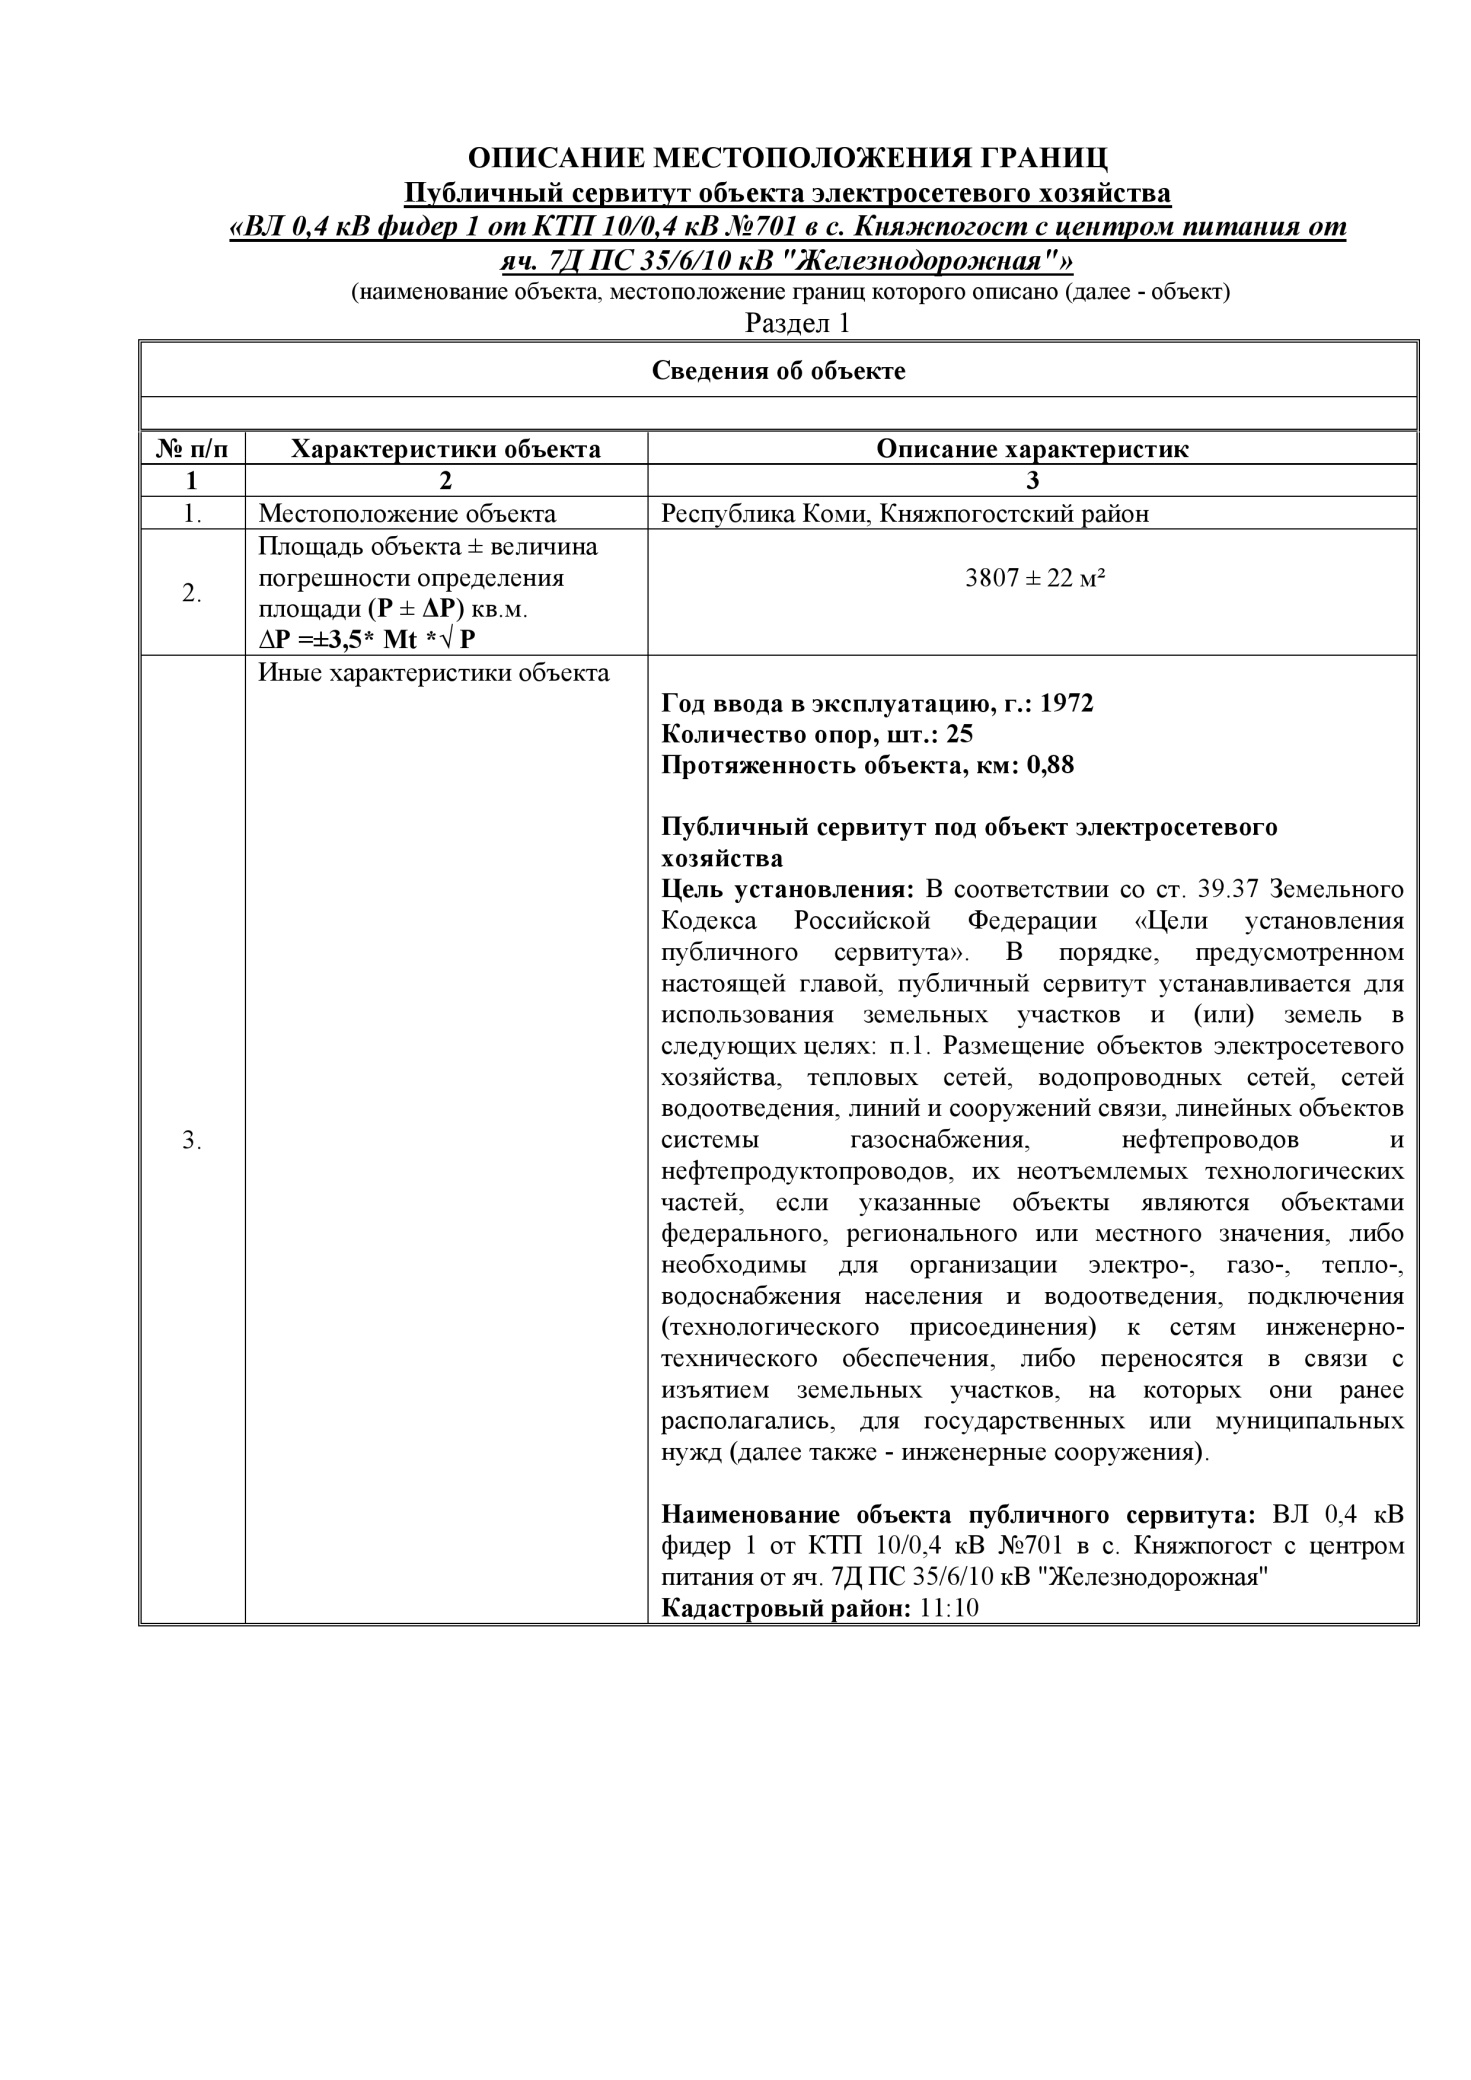 ОПИСАНИЕ МЕСТОПОЛОЖЕНИЯ ГРАНИЦ
Публичный сервитут объекта электросетевого хозяйства
«ВЛ 0,4 кВ фидер 1 от КТП 10/0,4 кВ №701 в с. Княжпогост с центром питания от
яч. 7Д ПС 35/6/10 кВ "Железнодорожная"»
(наименование объекта, местоположение границ которого описано (далее - объект)
Раздел 1
Сведения об объекте
№ п/п Характеристики объекта Описание характеристик
1 2 3
1. Местоположение объекта Республика Коми, Княжпогостский район
2. Площадь объекта ± величина
погрешности определения
площади (P ± ∆P) кв.м.
∆P =±3,5* Mt *√ P
3807 ± 22 м²
3. Иные характеристики объекта
Год ввода в эксплуатацию, г.: 1972
Количество опор, шт.: 25
Протяженность объекта, км: 0,88
Публичный сервитут под объект электросетевого
хозяйства
Цель установления: В соответствии со ст. 39.37 Земельного
Кодекса Российской Федерации «Цели установления
публичного сервитута». В порядке, предусмотренном
настоящей главой, публичный сервитут устанавливается для
использования земельных участков и (или) земель в
следующих целях: п.1. Размещение объектов электросетевого
хозяйства, тепловых сетей, водопроводных сетей, сетей
водоотведения, линий и сооружений связи, линейных объектов
системы газоснабжения, нефтепроводов и
нефтепродуктопроводов, их неотъемлемых технологических
частей, если указанные объекты являются объектами
федерального, регионального или местного значения, либо
необходимы для организации электро-, газо-, тепло-,
водоснабжения населения и водоотведения, подключения
(технологического присоединения) к сетям инженерно-
технического обеспечения, либо переносятся в связи с
изъятием земельных участков, на которых они ранее
располагались, для государственных или муниципальных
нужд (далее также - инженерные сооружения).
Наименование объекта публичного сервитута: ВЛ 0,4 кВ
фидер 1 от КТП 10/0,4 кВ №701 в с. Княжпогост с центром
питания от яч. 7Д ПС 35/6/10 кВ "Железнодорожная"
Кадастровый район: 11:10